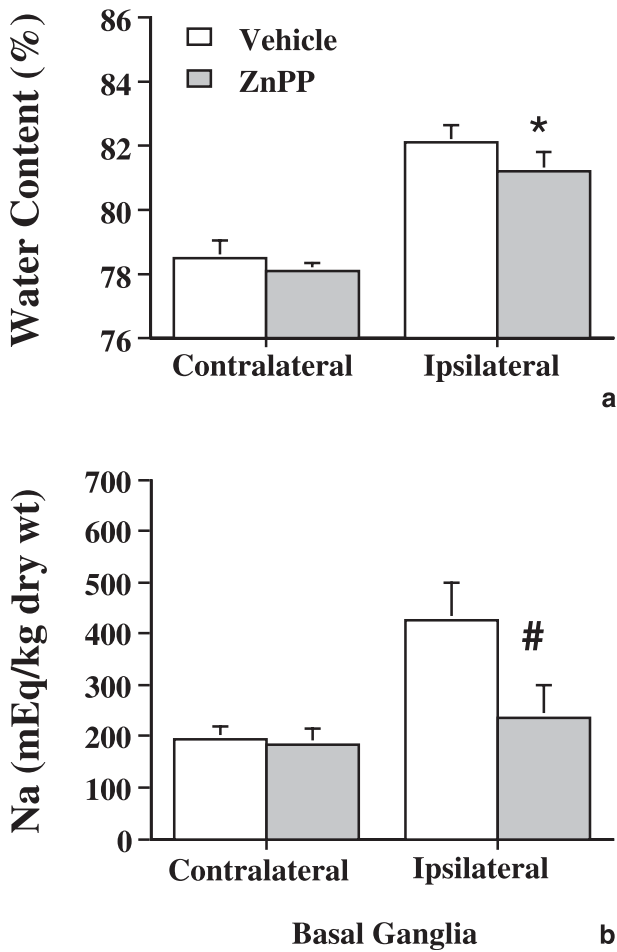 Water Content (%)
86
84
82
80
78
76
Vehicle
ZnPP
*
Contralateral
Ipsilateral
a
Na (mEq/kg dry wt)
700
600
500
400
300
200
100
0
#
Contralateral
Ipsilateral
Basal Ganglia
b